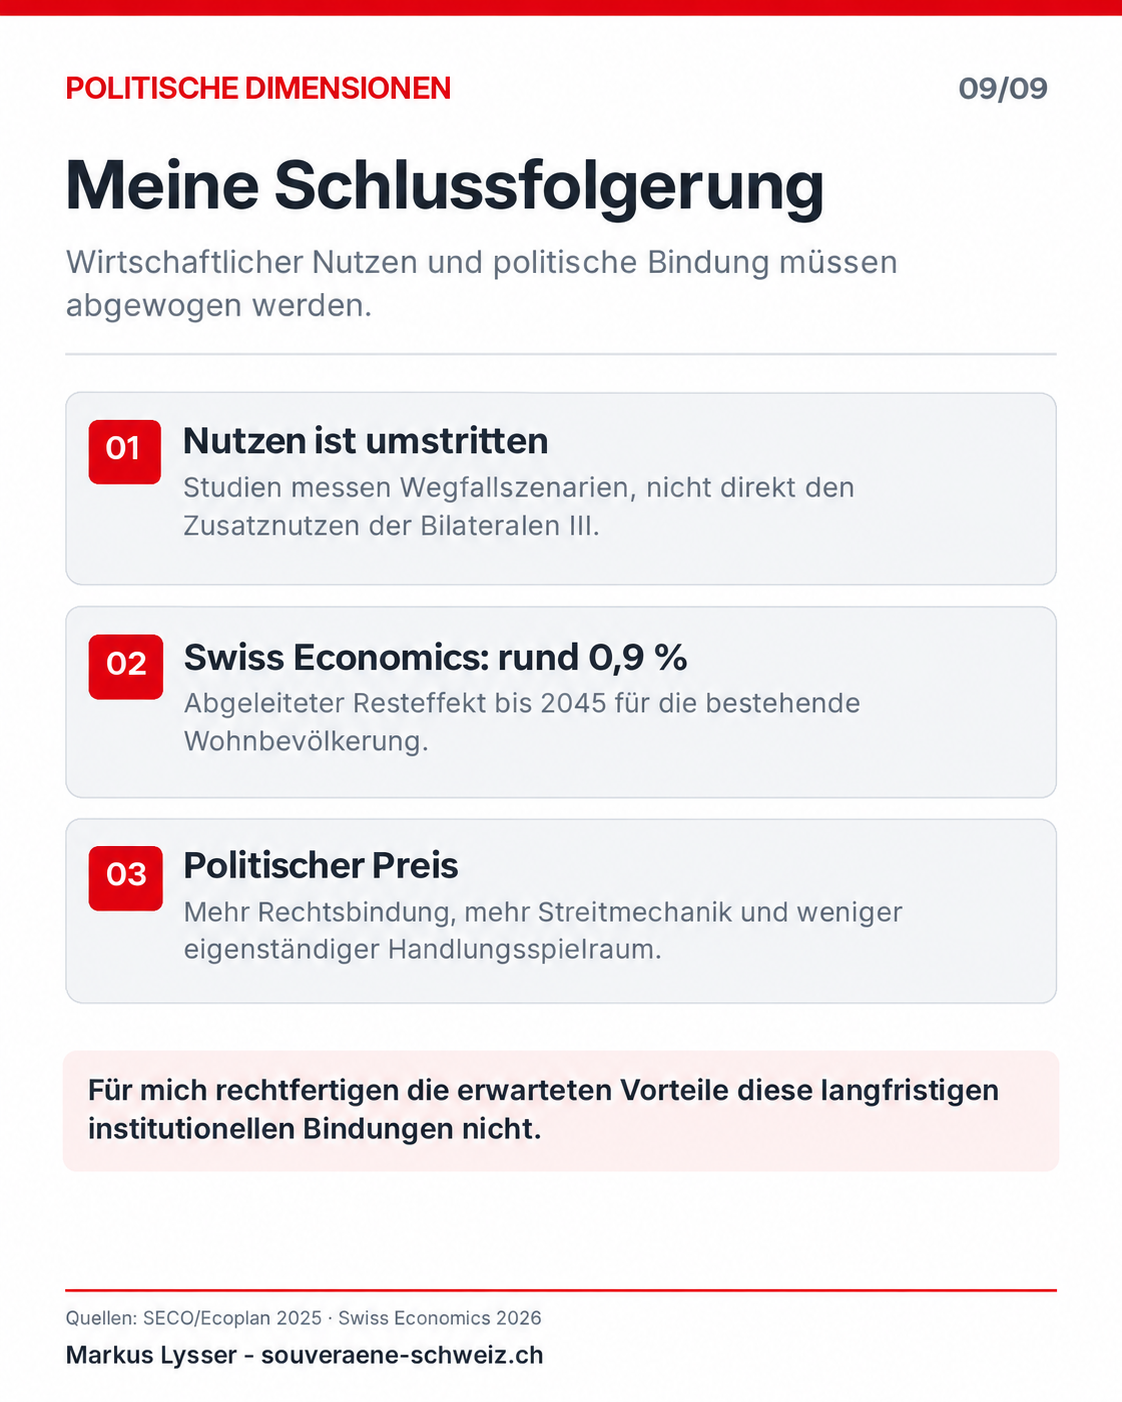 POLITISCHE DIMENSIONEN
09/09
Meine Schlussfolgerung
Wirtschaftlicher Nutzen und politische Bindung müssen
abgewogen werden.
01
Nutzen ist umstritten
Studien messen Wegfallszenarien, nicht direkt den
Zusatznutzen der Bilateralen III.
02
Swiss Economics: rund 0,9 %
Abgeleiteter Resteffekt bis 2045 für die bestehende
Wohnbevölkerung.
03
Politischer Preis
Mehr Rechtsbindung, mehr Streitmechanik und weniger
eigenständiger Handlungsspielraum.
Für mich rechtfertigen die erwarteten Vorteile diese langfristigen
institutionellen Bindungen nicht.
Quellen: SECO/Ecoplan 2025 · Swiss Economics 2026
Markus Lysser - souveraene-schweiz.ch